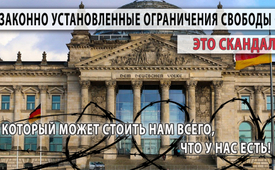 ЗАКОННО УСТАНОВЛЕННЫЕ ОГРАНИЧЕНИЯ СВОБОДЫ
ЭТО СКАНДАЛ
DEM DEUTSCHEN VOLKE
КОТОРЫЙ МОЖЕТ СТОИТЬ НАМ ВСЕГО,
ЧТО У НАС ЕСТЬ!